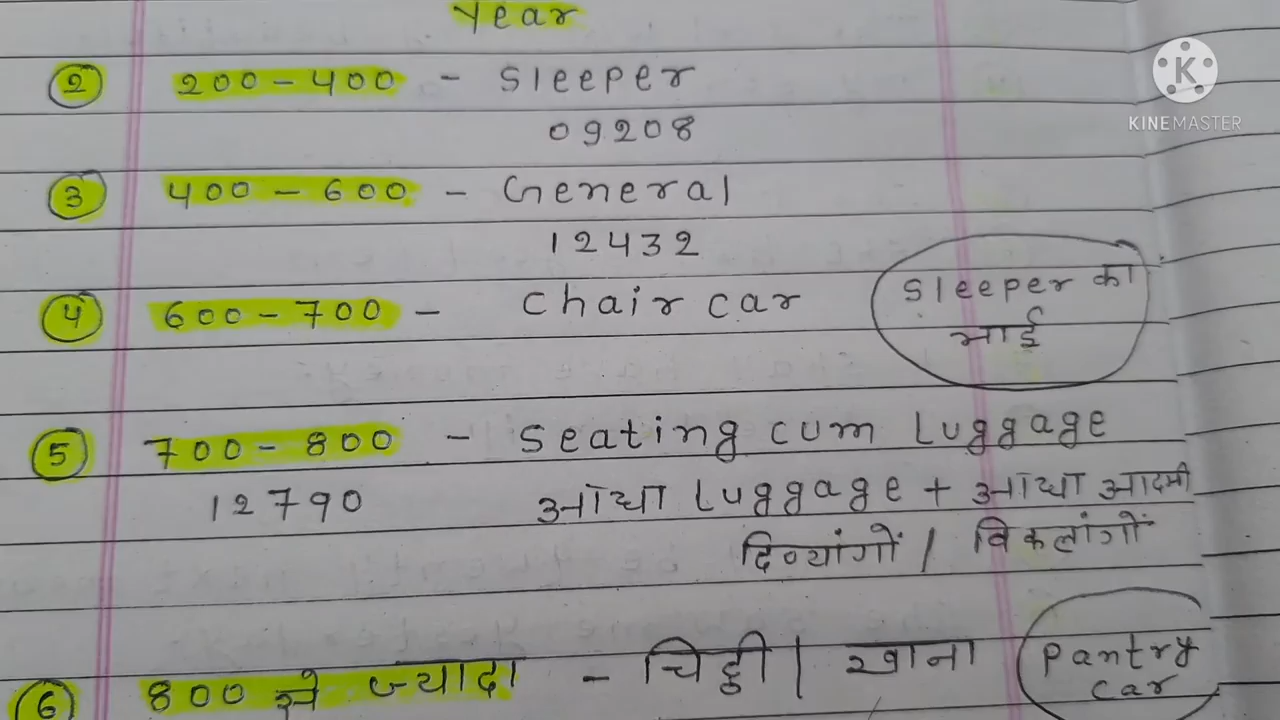 Year
② 200 - 400 - Sleeper
09208
③ 400 - 600 - General
12432
④ 600 - 700 - Chair car
Sleeper का
भाई
⑤ 700 - 800 - Seating cum Luggage
12790 आधा Luggage + आधा आदमी
दिव्यांगों / विकलांगों
⑥ 800 से ज्यादा - चिट्ठी | खाना
Pantry
car
KINEMASTER